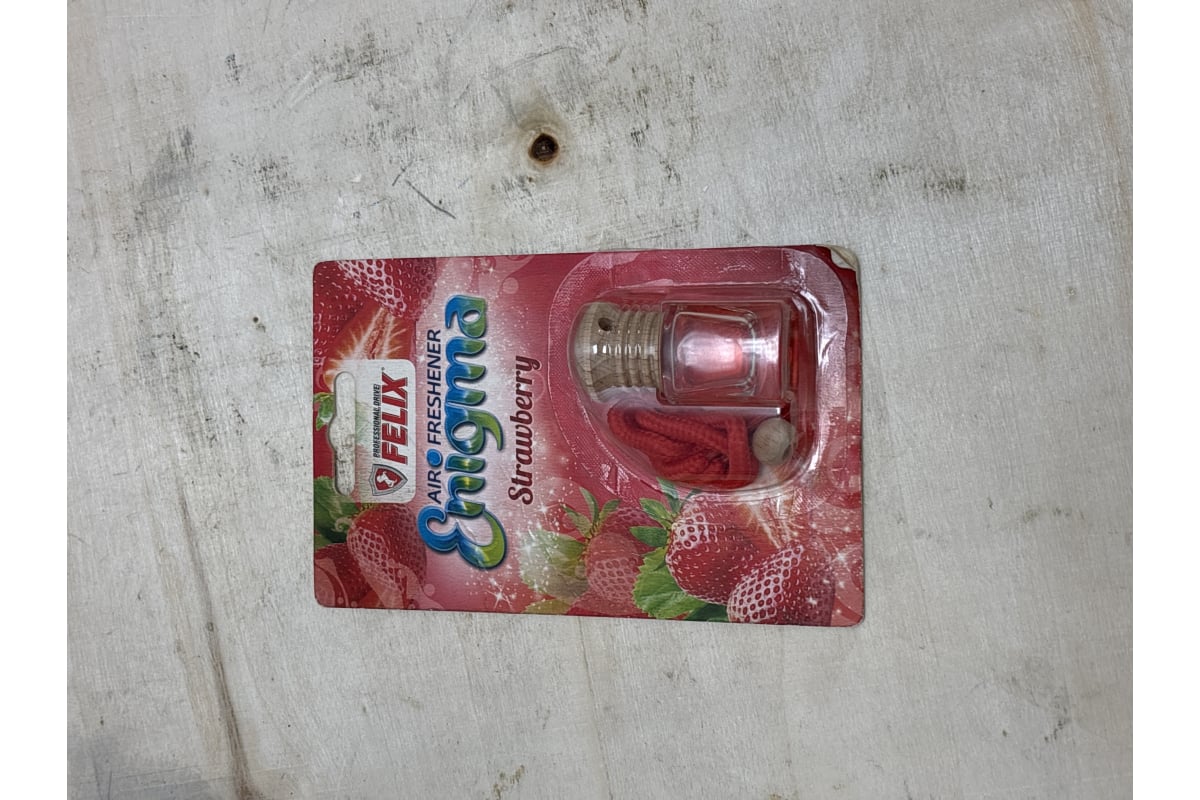 PROFESSIONAL DRIVE
FELIX
AIR FRESHENER
Enigma
Strawberry